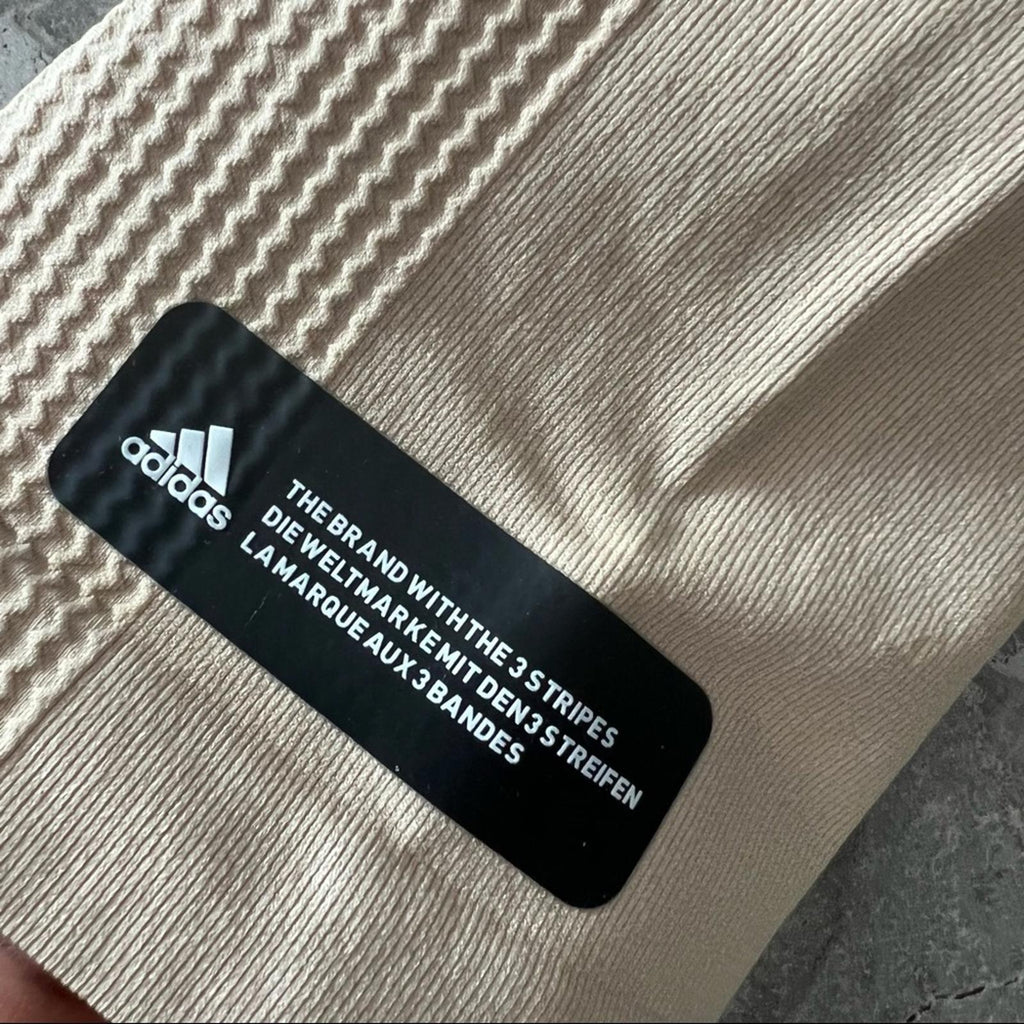 adidas
THE BRAND WITH THE 3 STRIPES
DIE WELTMARKE MIT DEN 3 STREIFEN
LA MARQUE AUX 3 BANDES